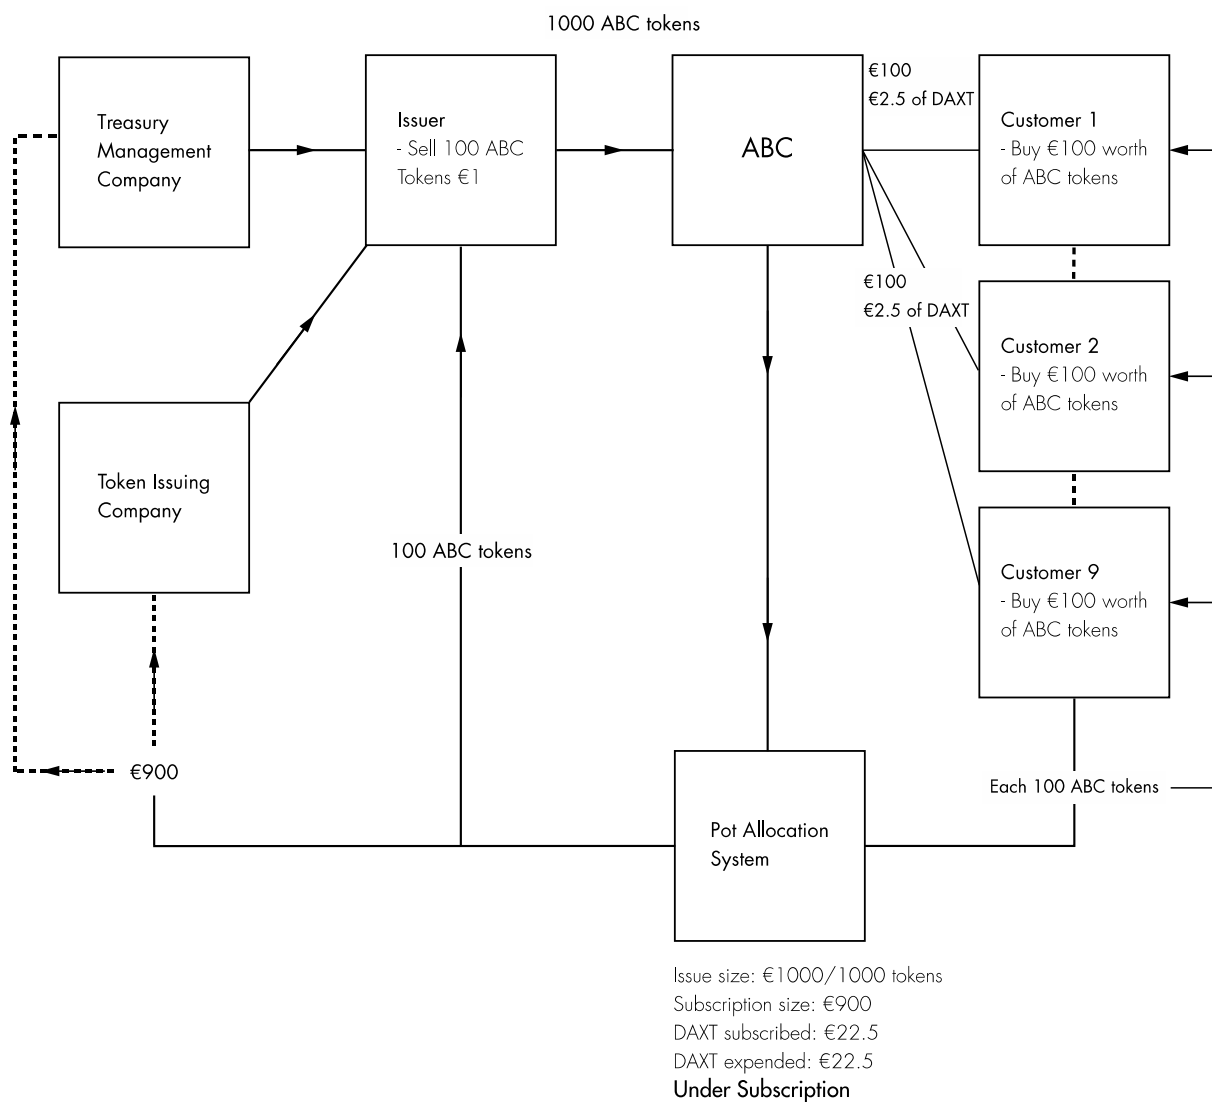 1000 ABC tokens
Treasury
Management
Company
Issuer
- Sell 100 ABC
Tokens €1
ABC
€100
€2.5 of DAXT
Customer 1
- Buy €100 worth
of ABC tokens
€100
€2.5 of DAXT
Customer 2
- Buy €100 worth
of ABC tokens
Token Issuing
Company
100 ABC tokens
Customer 9
- Buy €100 worth
of ABC tokens
€900
Each 100 ABC tokens
Pot Allocation
System
Issue size: €1000/1000 tokens
Subscription size: €900
DAXT subscribed: €22.5
DAXT expended: €22.5
Under Subscription